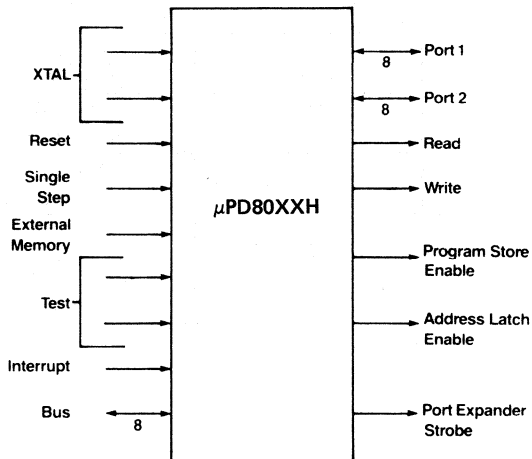 XTAL
Reset
Single
Step
External
Memory
Test
Interrupt
Bus
8
μPD80XXH
8
Port 1
8
Port 2
Read
Write
Program Store
Enable
Address Latch
Enable
Port Expander
Strobe